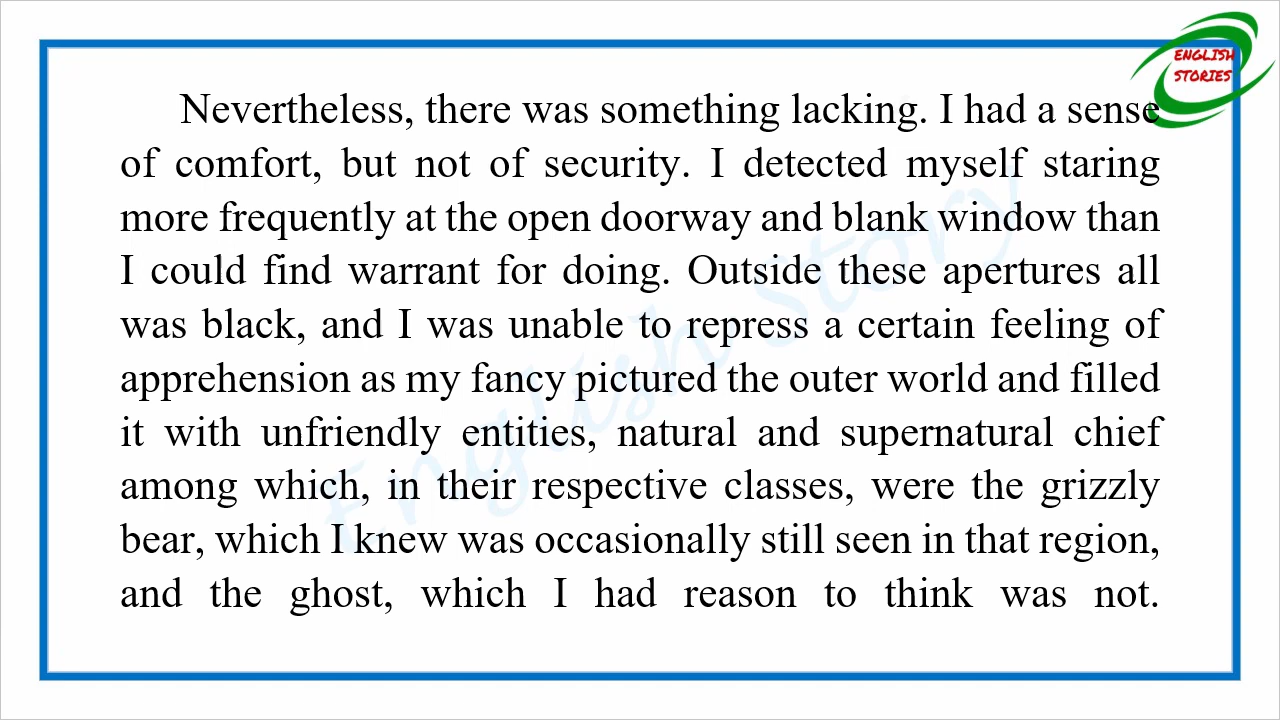 ENGLISH
STORIES
Nevertheless, there was something lacking. I had a sense
of comfort, but not of security. I detected myself staring
more frequently at the open doorway and blank window than
I could find warrant for doing. Outside these apertures all
was black, and I was unable to repress a certain feeling of
apprehension as my fancy pictured the outer world and filled
it with unfriendly entities, natural and supernatural chief
among which, in their respective classes, were the grizzly
bear, which I knew was occasionally still seen in that region,
and the ghost, which I had reason to think was not.
English Story